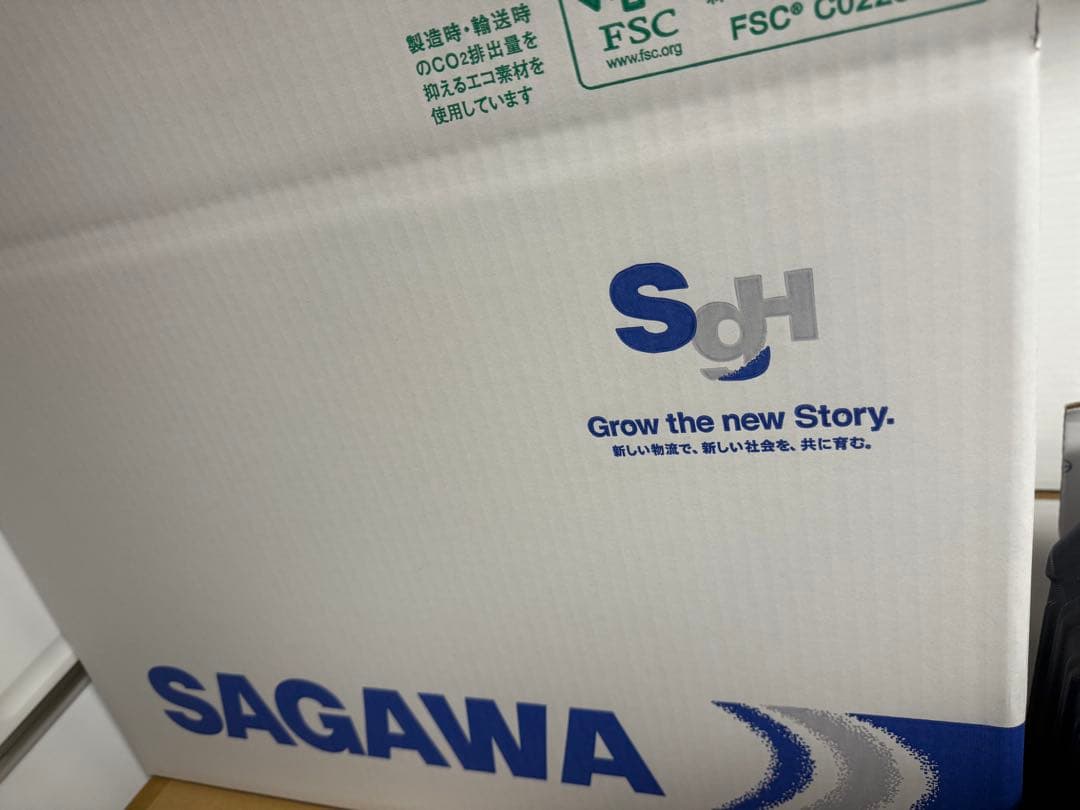 製造時・輸送時
のCO2排出量を
抑えるエコ素材を
使用しています
FSC
www.fsc.org
FSC®
SgH
Grow the new Story.
新しい物流で、新しい社会を、共に育む。
SAGAWA